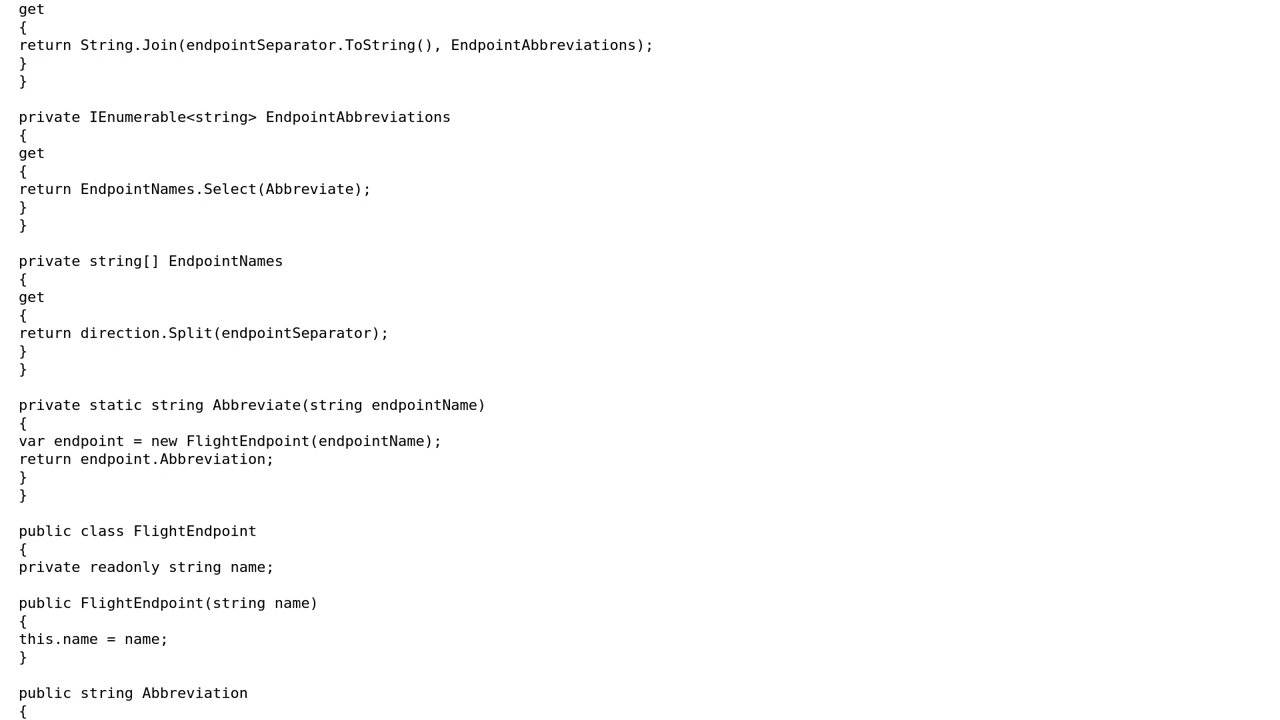 get
{
return String.Join(endpointSeparator.ToString(), EndpointAbbreviations);
}
}

private IEnumerable<string> EndpointAbbreviations
{
get
{
return EndpointNames.Select(Abbreviate);
}
}

private string[] EndpointNames
{
get
{
return direction.Split(endpointSeparator);
}
}

private static string Abbreviate(string endpointName)
{
var endpoint = new FlightEndpoint(endpointName);
return endpoint.Abbreviation;
}
}

public class FlightEndpoint
{
private readonly string name;

public FlightEndpoint(string name)
{
this.name = name;
}

public string Abbreviation
{